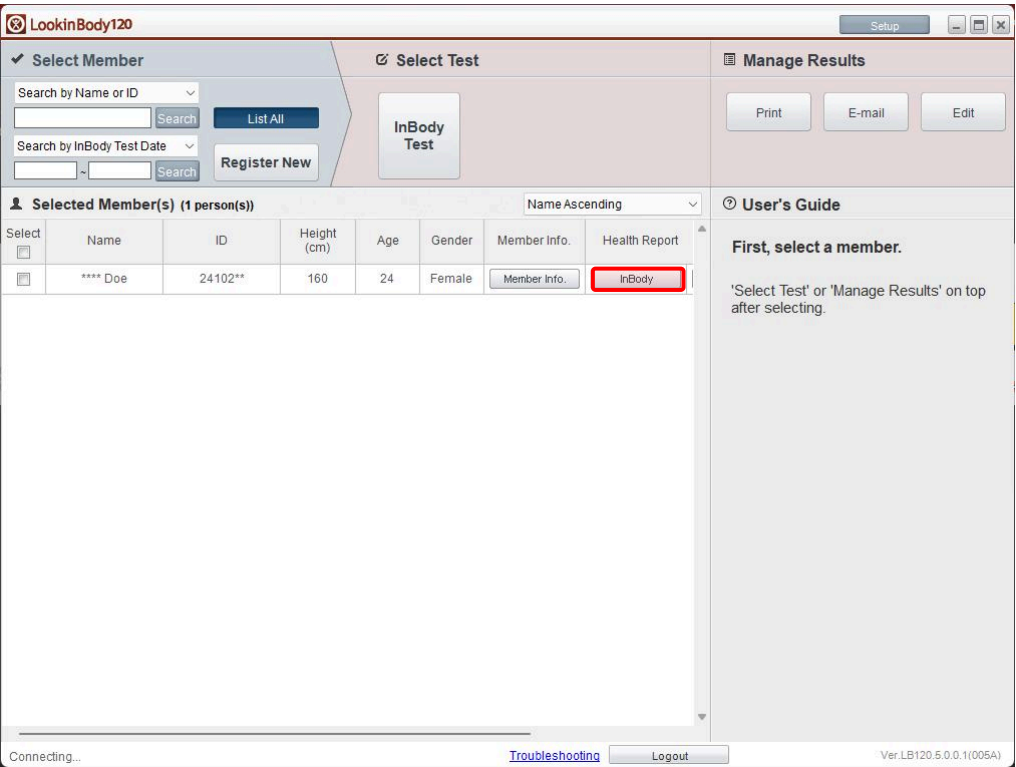 LookinBody120
Setup
Select Member
Select Test
Manage Results
Search by Name or ID
Search
List All
Search by InBody Test Date
~
Search
Register New
InBody
Test
Print
E-mail
Edit
Selected Member(s) (1 person(s))
Name Ascending
User's Guide
Select
Name
ID
Height
(cm)
Age
Gender
Member Info.
Health Report
**** Doe
24102**
160
24
Female
Member Info.
InBody
First, select a member.
'Select Test' or 'Manage Results' on top
after selecting.
Connecting...
Troubleshooting
Logout
Ver.LB120.5.0.0.1(005A)